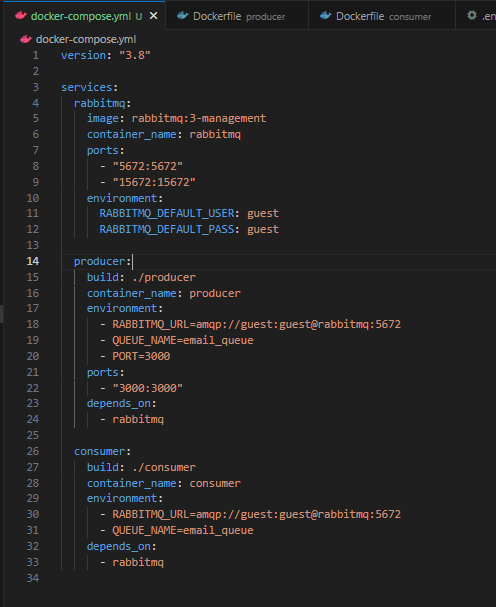 docker-compose.yml U X Dockerfile producer Dockerfile consumer .en
docker-compose.yml
1 version: "3.8"
2
3 services:
4   rabbitmq:
5     image: rabbitmq:3-management
6     container_name: rabbitmq
7     ports:
8       - "5672:5672"
9       - "15672:15672"
10     environment:
11       RABBITMQ_DEFAULT_USER: guest
12       RABBITMQ_DEFAULT_PASS: guest
13
14   producer:
15     build: ./producer
16     container_name: producer
17     environment:
18       - RABBITMQ_URL=amqp://guest:guest@rabbitmq:5672
19       - QUEUE_NAME=email_queue
20       - PORT=3000
21     ports:
22       - "3000:3000"
23     depends_on:
24       - rabbitmq
25
26   consumer:
27     build: ./consumer
28     container_name: consumer
29     environment:
30       - RABBITMQ_URL=amqp://guest:guest@rabbitmq:5672
31       - QUEUE_NAME=email_queue
32     depends_on:
33       - rabbitmq
34